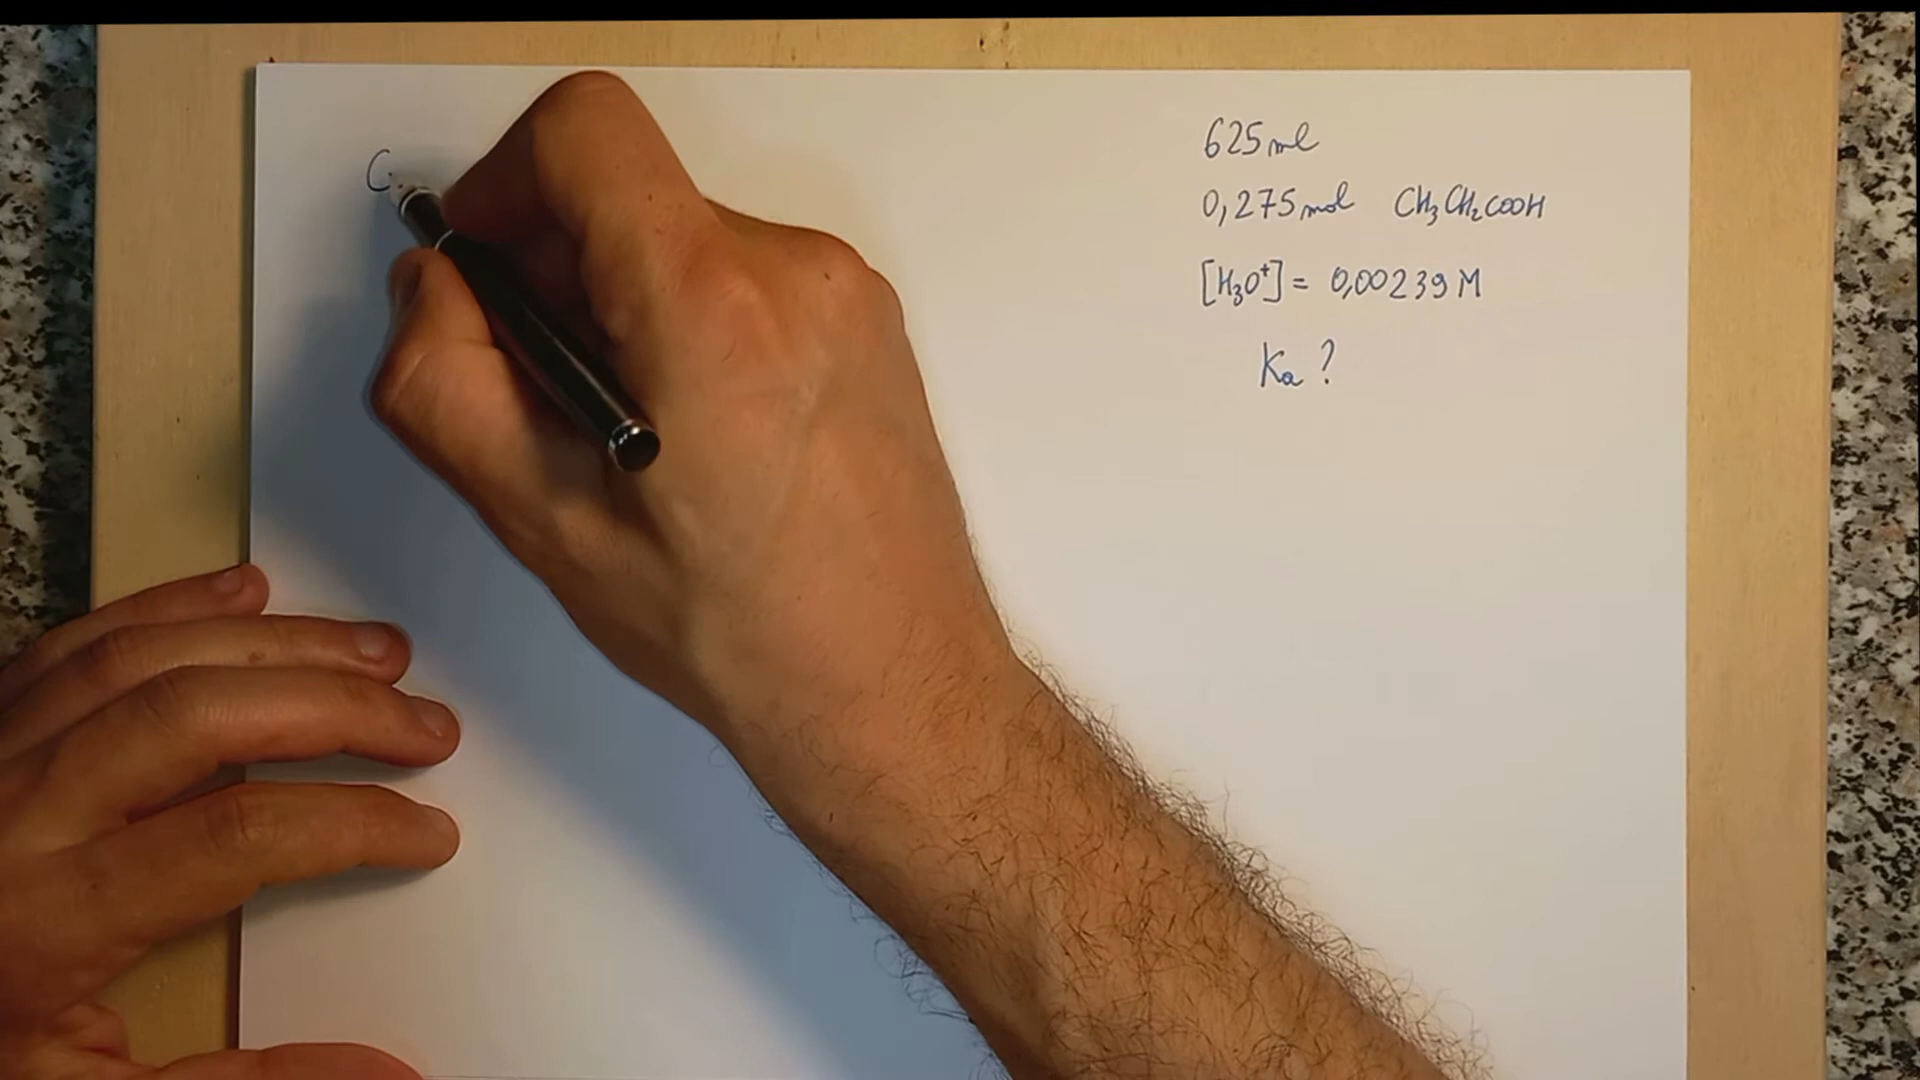 C
625 ml
0,275 mol CH₃CH₂COOH
[H₃O⁺] = 0,00239 M
Ka ?